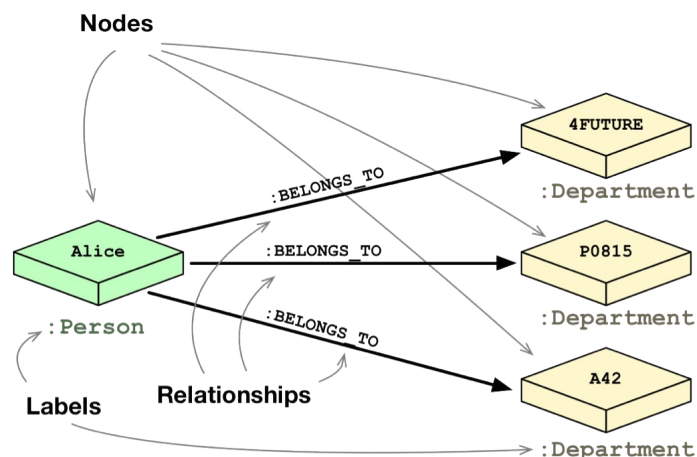 Nodes
4FUTURE
:Department
:BELONGS_TO
Alice
:Person
:BELONGS_TO
P0815
:Department
:BELONGS_TO
A42
:Department
Relationships
Labels